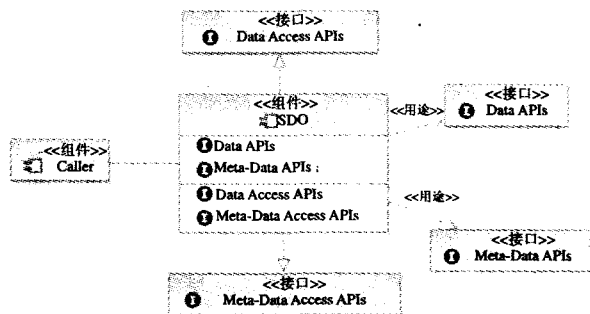 <<接口>>
Data Access APIs
<<组件>>
SDO
Data APIs
Meta-Data APIs :
Data Access APIs
Meta-Data Access APIs
<<组件>>
Caller
<<用途>>
<<接口>>
Data APIs
<<用途>>
<<接口>>
Meta-Data APIs
<<接口>>
Meta-Data Access APIs